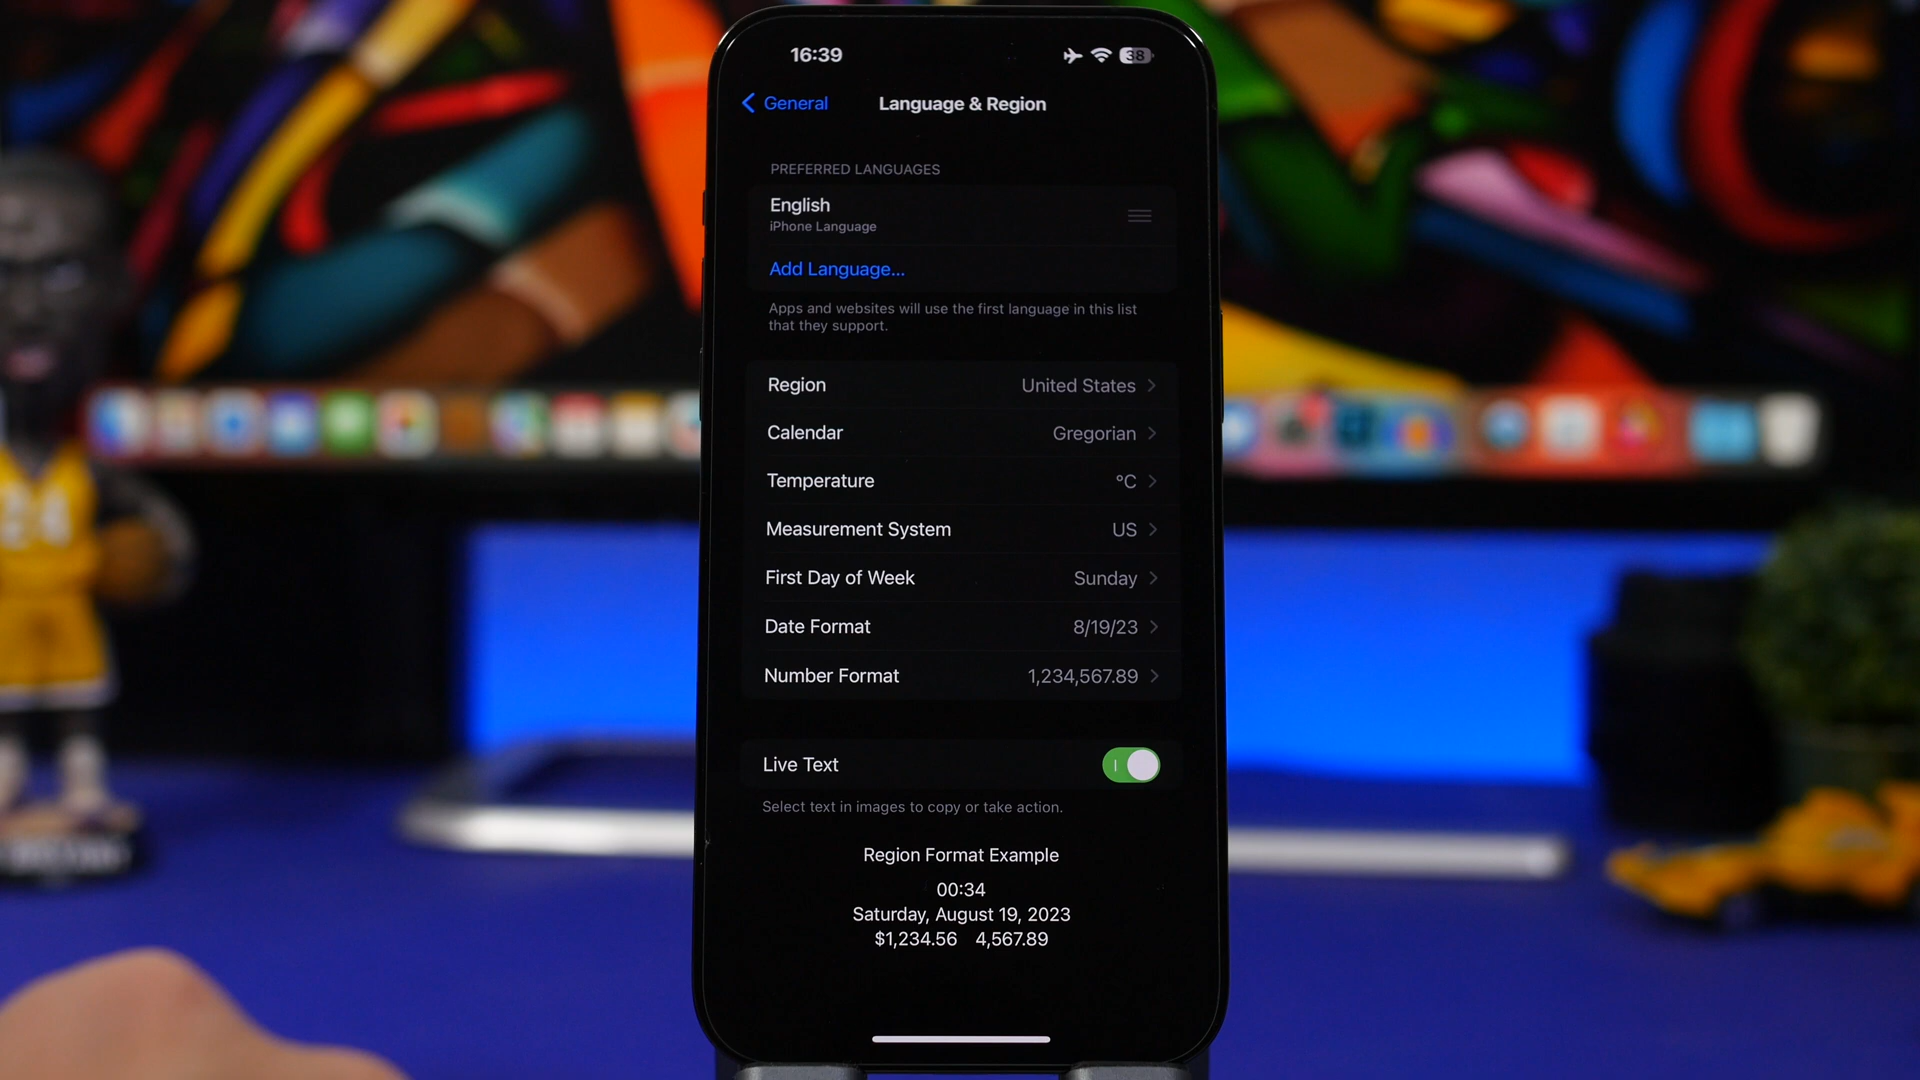 16:39
38
General
Language & Region
PREFERRED LANGUAGES
English
iPhone Language
Add Language...
Apps and websites will use the first language in this list
that they support.
Region United States
Calendar Gregorian
Temperature °C
Measurement System US
First Day of Week Sunday
Date Format 8/19/23
Number Format 1,234,567.89
Live Text
Select text in images to copy or take action.
Region Format Example
00:34
Saturday, August 19, 2023
$1,234.56 4,567.89
24